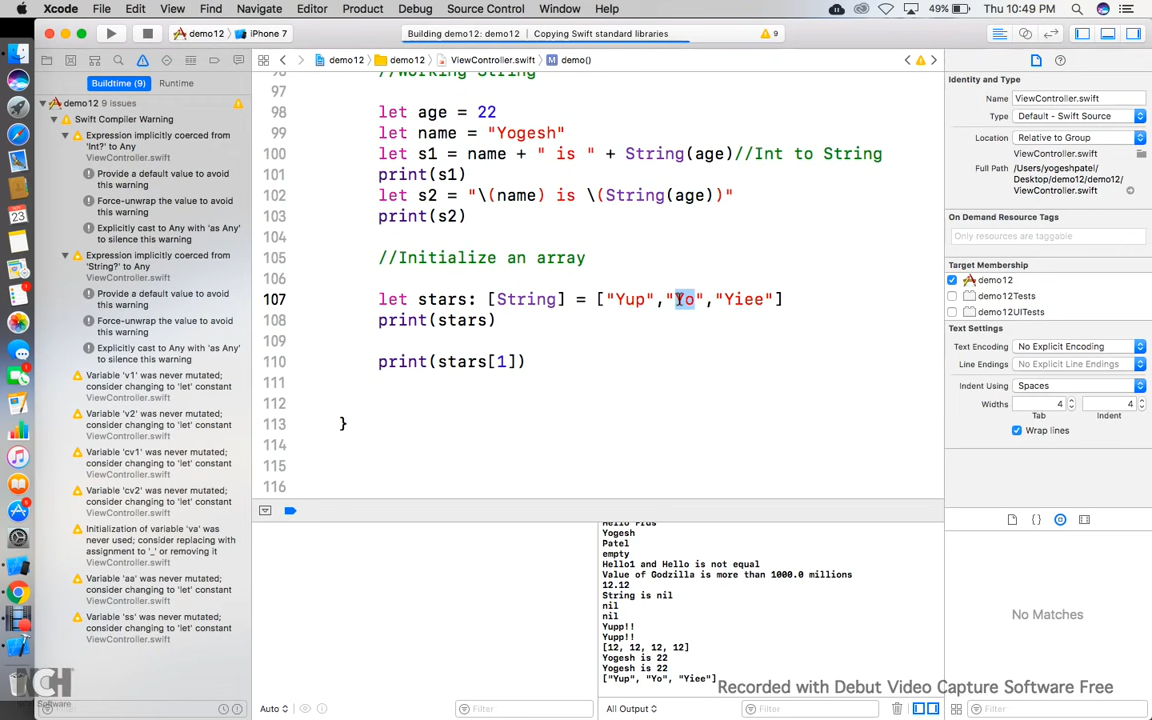 Xcode File Edit View Find Navigate Editor Product Debug Source Control Window Help 49% Thu 10:49 PM
demo12 iPhone 7 Building demo12: demo12 Copying Swift standard libraries 9
demo12 demo12 ViewController.swift demo()
Buildtime (9) Runtime
demo12 9 issues
Swift Compiler Warning
Expression implicitly coerced from
'Int?' to Any
ViewController.swift
Provide a default value to avoid
this warning
Force-unwrap the value to avoid
this warning
Explicitly cast to Any with 'as Any'
to silence this warning
Expression implicitly coerced from
'String?' to Any
ViewController.swift
Provide a default value to avoid
this warning
Force-unwrap the value to avoid
this warning
Explicitly cast to Any with 'as Any'
to silence this warning
Variable 'v1' was never mutated;
consider changing to 'let' constant
ViewController.swift
Variable 'v2' was never mutated;
consider changing to 'let' constant
ViewController.swift
Variable 'cv1' was never mutated;
consider changing to 'let' constant
ViewController.swift
Variable 'cv2' was never mutated;
consider changing to 'let' constant
ViewController.swift
Initialization of variable 'va' was
never used; consider replacing with
assignment to '_' or removing it
ViewController.swift
Variable 'aa' was never mutated;
consider changing to 'let' constant
ViewController.swift
Variable 'ss' was never mutated;
consider changing to 'let' constant
ViewController.swift
96 //Working String
97
98 let age = 22
99 let name = "Yogesh"
100 let s1 = name + " is " + String(age)//Int to String
101 print(s1)
102 let s2 = "\(name) is \(String(age))"
103 print(s2)
104
105 //Initialize an array
106
107 let stars: [String] = ["Yup","Yo","Yiee"]
108 print(stars)
109
110 print(stars[1])
111
112
113 }
114
115
116
Hello Frds
Yogesh
Patel
empty
Hello1 and Hello is not equal
Value of Godzilla is more than 1000.0 millions
12.12
String is nil
nil
nil
Yupp!!
Yupp!!
[12, 12, 12, 12]
Yogesh is 22
Yogesh is 22
["Yup", "Yo", "Yiee"]
Auto Filter All Output Filter Filter
Identity and Type
Name ViewController.swift
Type Default - Swift Source
Location Relative to Group
ViewController.swift
Full Path /Users/yogeshpatel/
Desktop/demo12/demo12/
ViewController.swift
On Demand Resource Tags
Only resources are taggable
Target Membership
demo12
demo12Tests
demo12UITests
Text Settings
Text Encoding No Explicit Encoding
Line Endings No Explicit Line Endings
Indent Using Spaces
Widths 4 4
Tab Indent
Wrap lines
No Matches
23
NCH
Software
Recorded with Debut Video Capture Software Free